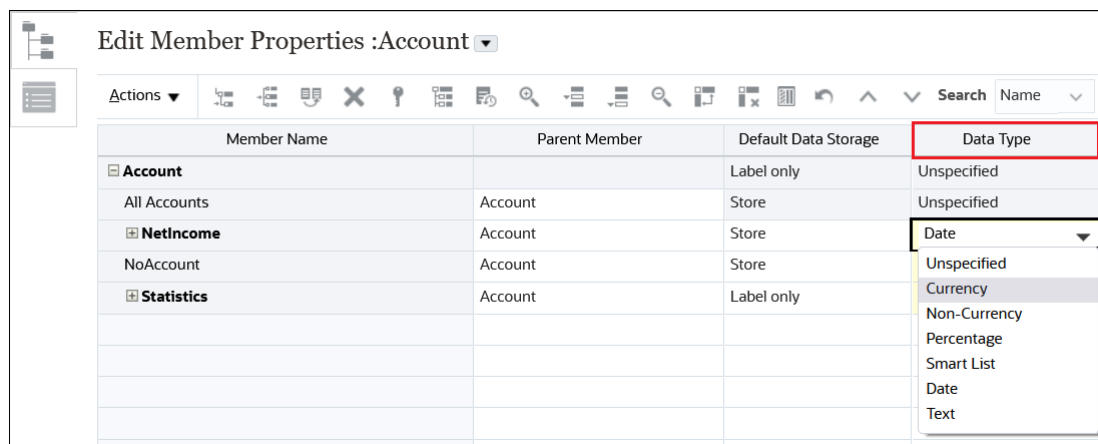 Edit Member Properties :Account
Actions Search Name
Member Name Parent Member Default Data Storage Data Type
Account Label only Unspecified
All Accounts Account Store Unspecified
NetIncome Account Store Date
NoAccount Account Store Unspecified
Currency
Statistics Account Label only
Non-Currency
Percentage
Smart List
Date
Text